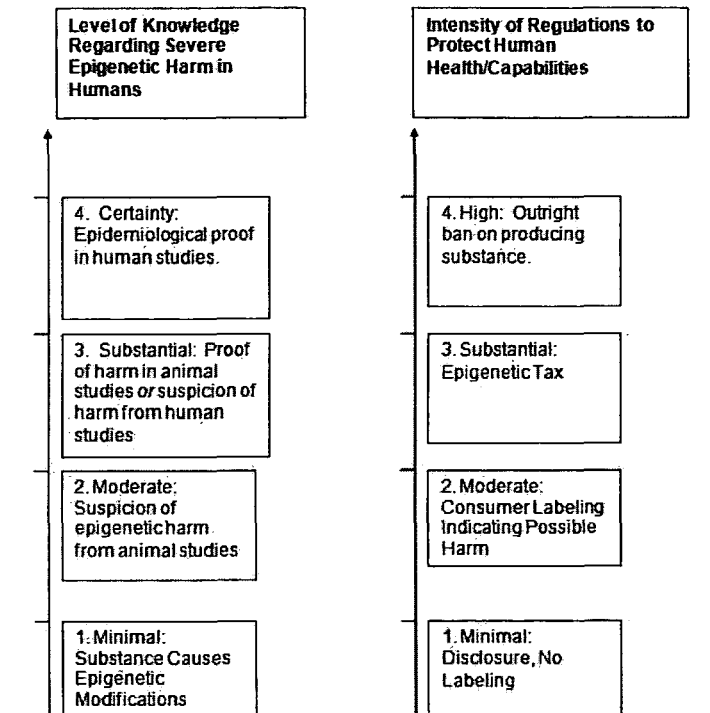 Level of Knowledge
Regarding Severe
Epigenetic Harm in
Humans
4. Certainty:
Epidemiological proof
in human studies.
3. Substantial: Proof
of harm in animal
studies or suspicion of
harm from human
studies
2. Moderate:
Suspicion of
epigenetic harm
from animal studies
1. Minimal:
Substance Causes
Epigenetic
Modifications
Intensity of Regulations to
Protect Human
Health/Capabilities
4. High: Outright
ban on producing
substance.
3. Substantial:
Epigenetic Tax
2. Moderate:
Consumer Labeling
Indicating Possible
Harm
1. Minimal:
Disclosure, No
Labeling